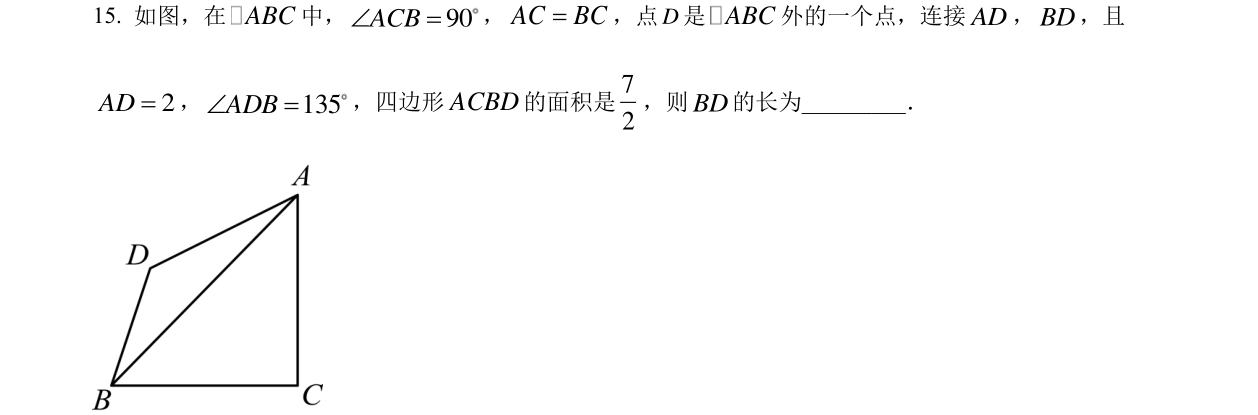 15. 如图，在□ABC中，∠ACB=90°，AC=BC，点D是□ABC外的一个点，连接AD，BD，且
AD=2，∠ADB=135°，四边形ACBD的面积是7/2，则BD的长为________．
A
D
B
C